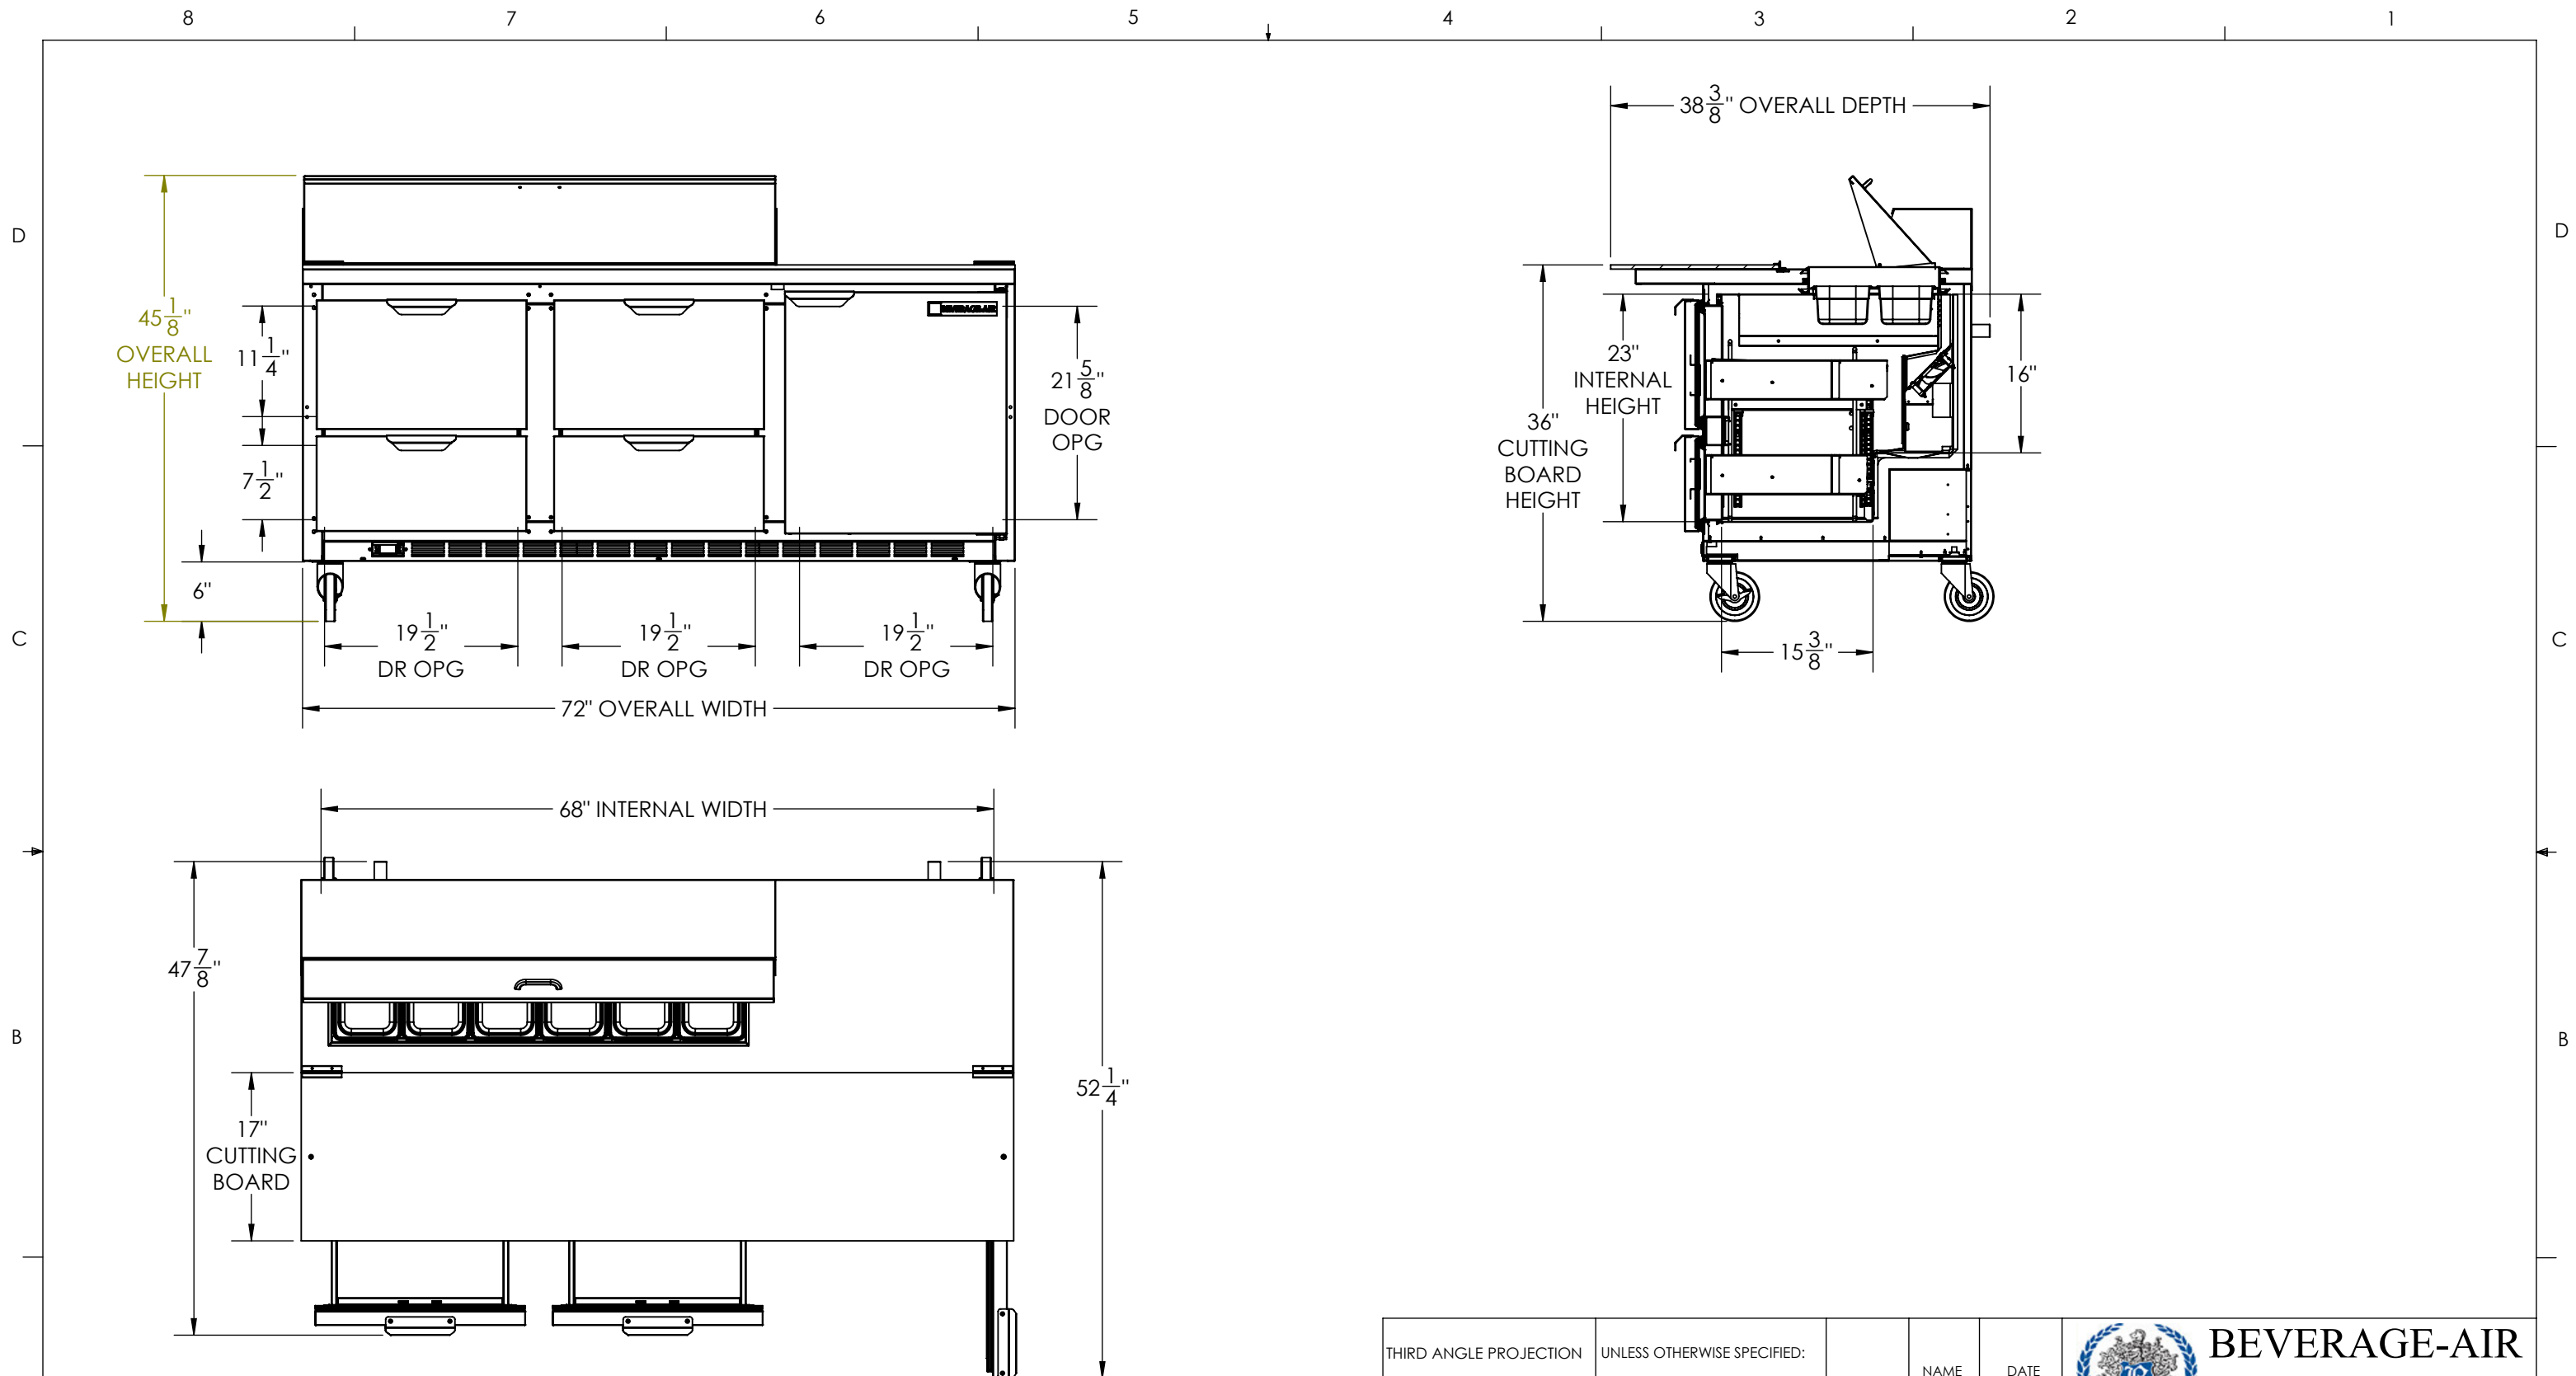 8 7 6 5 4 3 2 1
D
D
C
C
B
B
45 1/8"
OVERALL
HEIGHT
11 1/4"
7 1/2"
6"
BEVERAGE-AIR
21 5/8"
DOOR
OPG
19 1/2"
DR OPG
19 1/2"
DR OPG
19 1/2"
DR OPG
72" OVERALL WIDTH
38 3/8" OVERALL DEPTH
23"
INTERNAL
HEIGHT
36"
CUTTING
BOARD
HEIGHT
16"
15 3/8"
68" INTERNAL WIDTH
47 7/8"
17"
CUTTING
BOARD
52 1/4"
THIRD ANGLE PROJECTION
UNLESS OTHERWISE SPECIFIED:
NAME
DATE
BEVERAGE-AIR